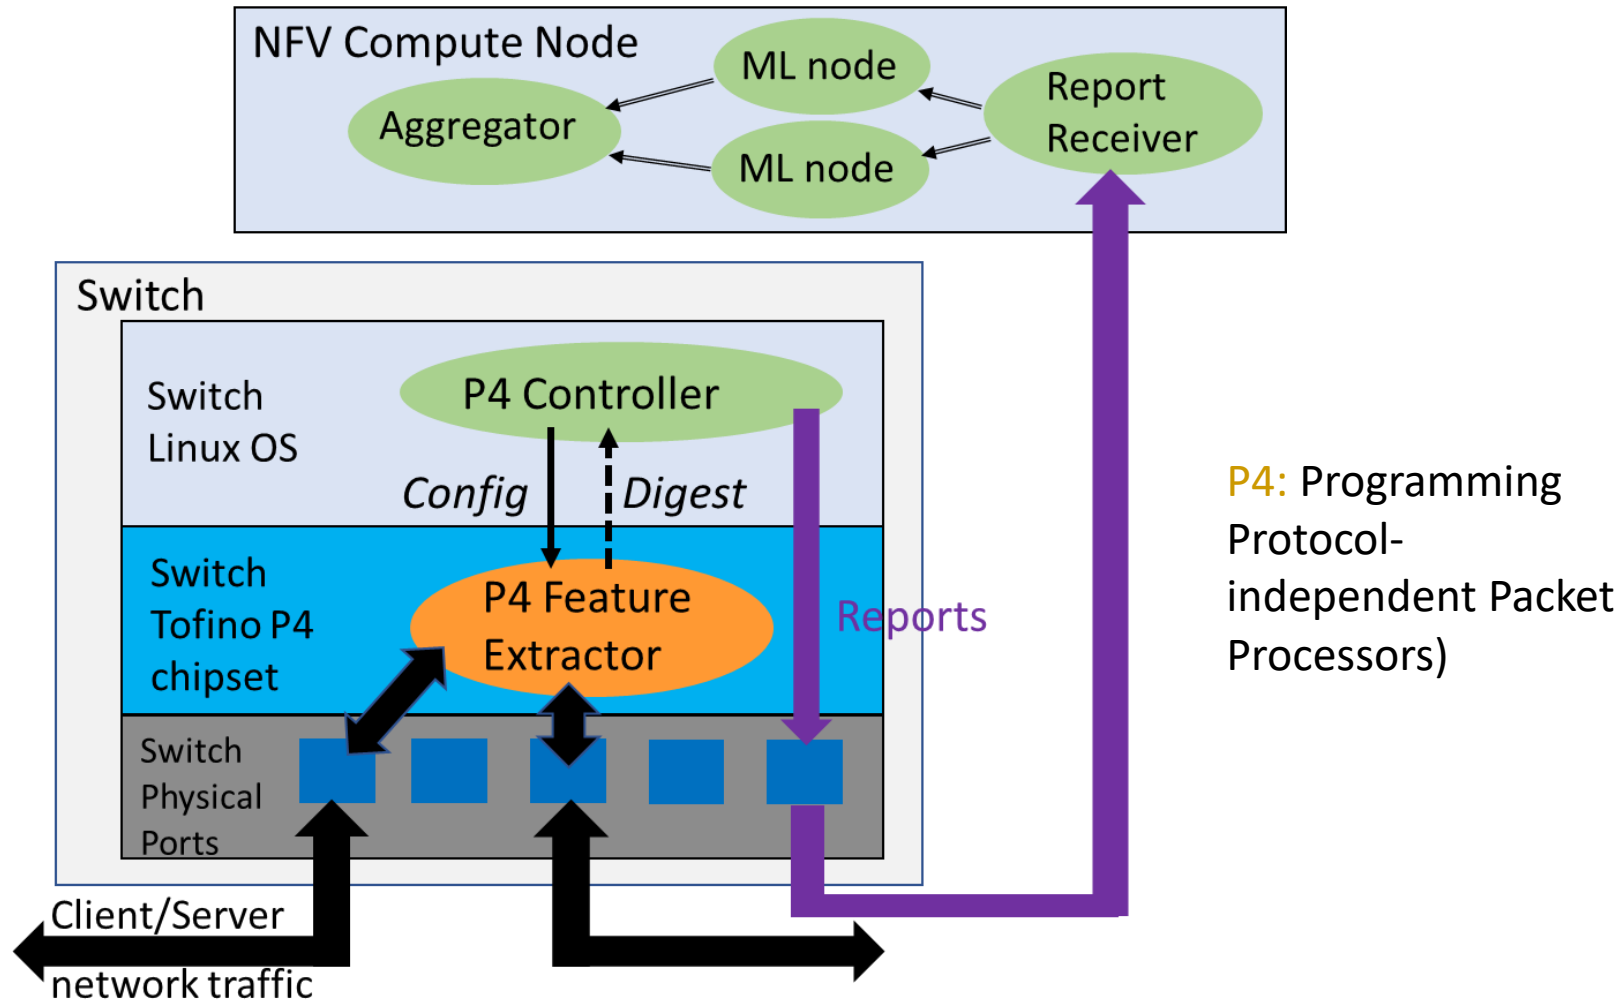 NFV Compute Node
ML node
Aggregator
ML node
Report
Receiver
Switch
Switch
Linux OS
P4 Controller
Config
Digest
Switch
Tofino P4
chipset
P4 Feature
Extractor
Reports
Switch
Physical
Ports
Client/Server
network traffic
P4: Programming
Protocol-
independent Packet
Processors)